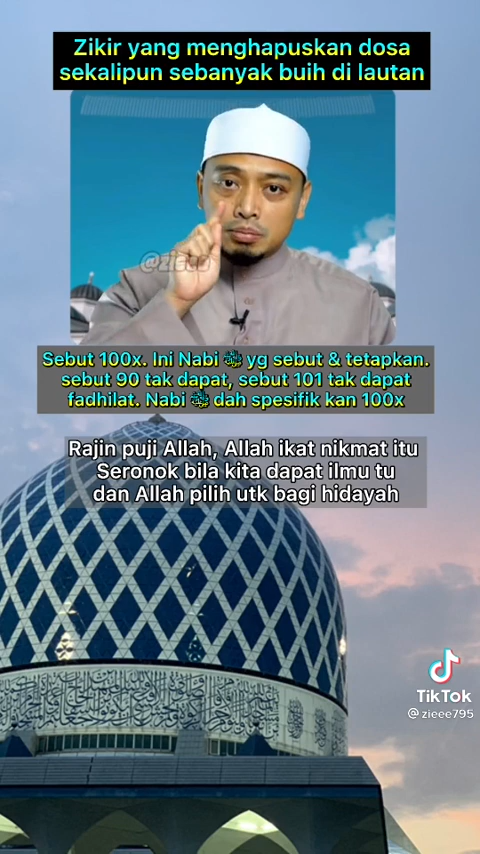 Zikir yang menghapuskan dosa
sekalipun sebanyak buih di lautan
@zieee
Sebut 100x. Ini Nabi ﷺ yg sebut & tetapkan.
sebut 90 tak dapat, sebut 101 tak dapat
fadhilat. Nabi ﷺ dah spesifik kan 100x
Rajin puji Allah, Allah ikat nikmat itu
Seronok bila kita dapat ilmu tu
dan Allah pilih utk bagi hidayah
TikTok
@zieee795